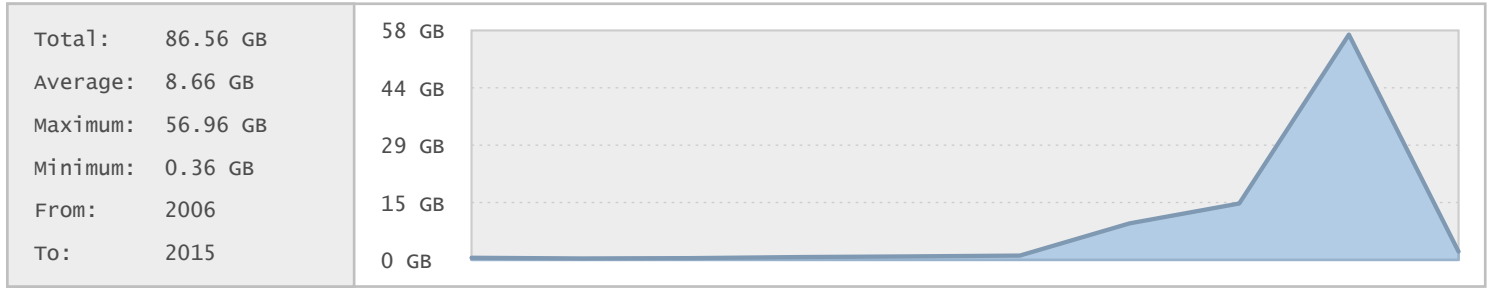 Total: 86.56 GB
Average: 8.66 GB
Maximum: 56.96 GB
Minimum: 0.36 GB
From: 2006
To: 2015
58 GB
44 GB
29 GB
15 GB
0 GB